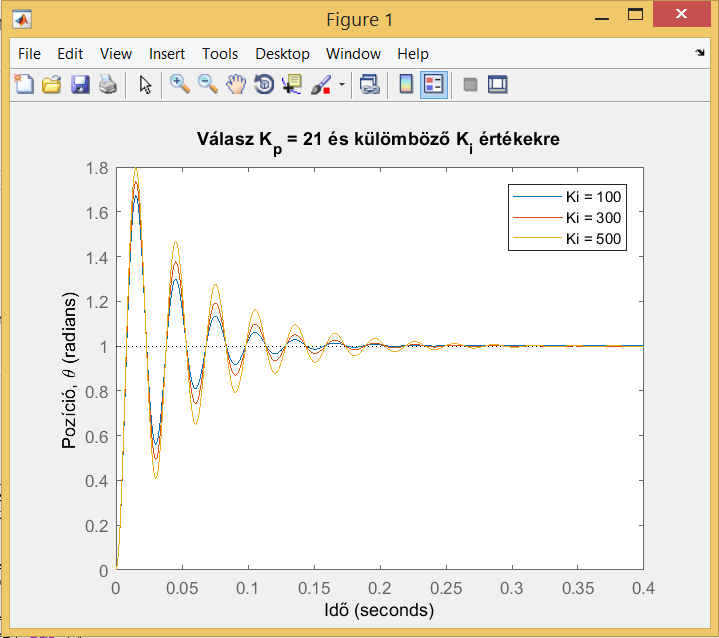 Figure 1
File Edit View Insert Tools Desktop Window Help
Válasz Kp = 21 és külömböző Ki értékekre
1.8
1.6
1.4
1.2
1
0.8
0.6
0.4
0.2
0
Pozíció, θ (radians)
Ki = 100
Ki = 300
Ki = 500
0 0.05 0.1 0.15 0.2 0.25 0.3 0.35 0.4
Idő (seconds)